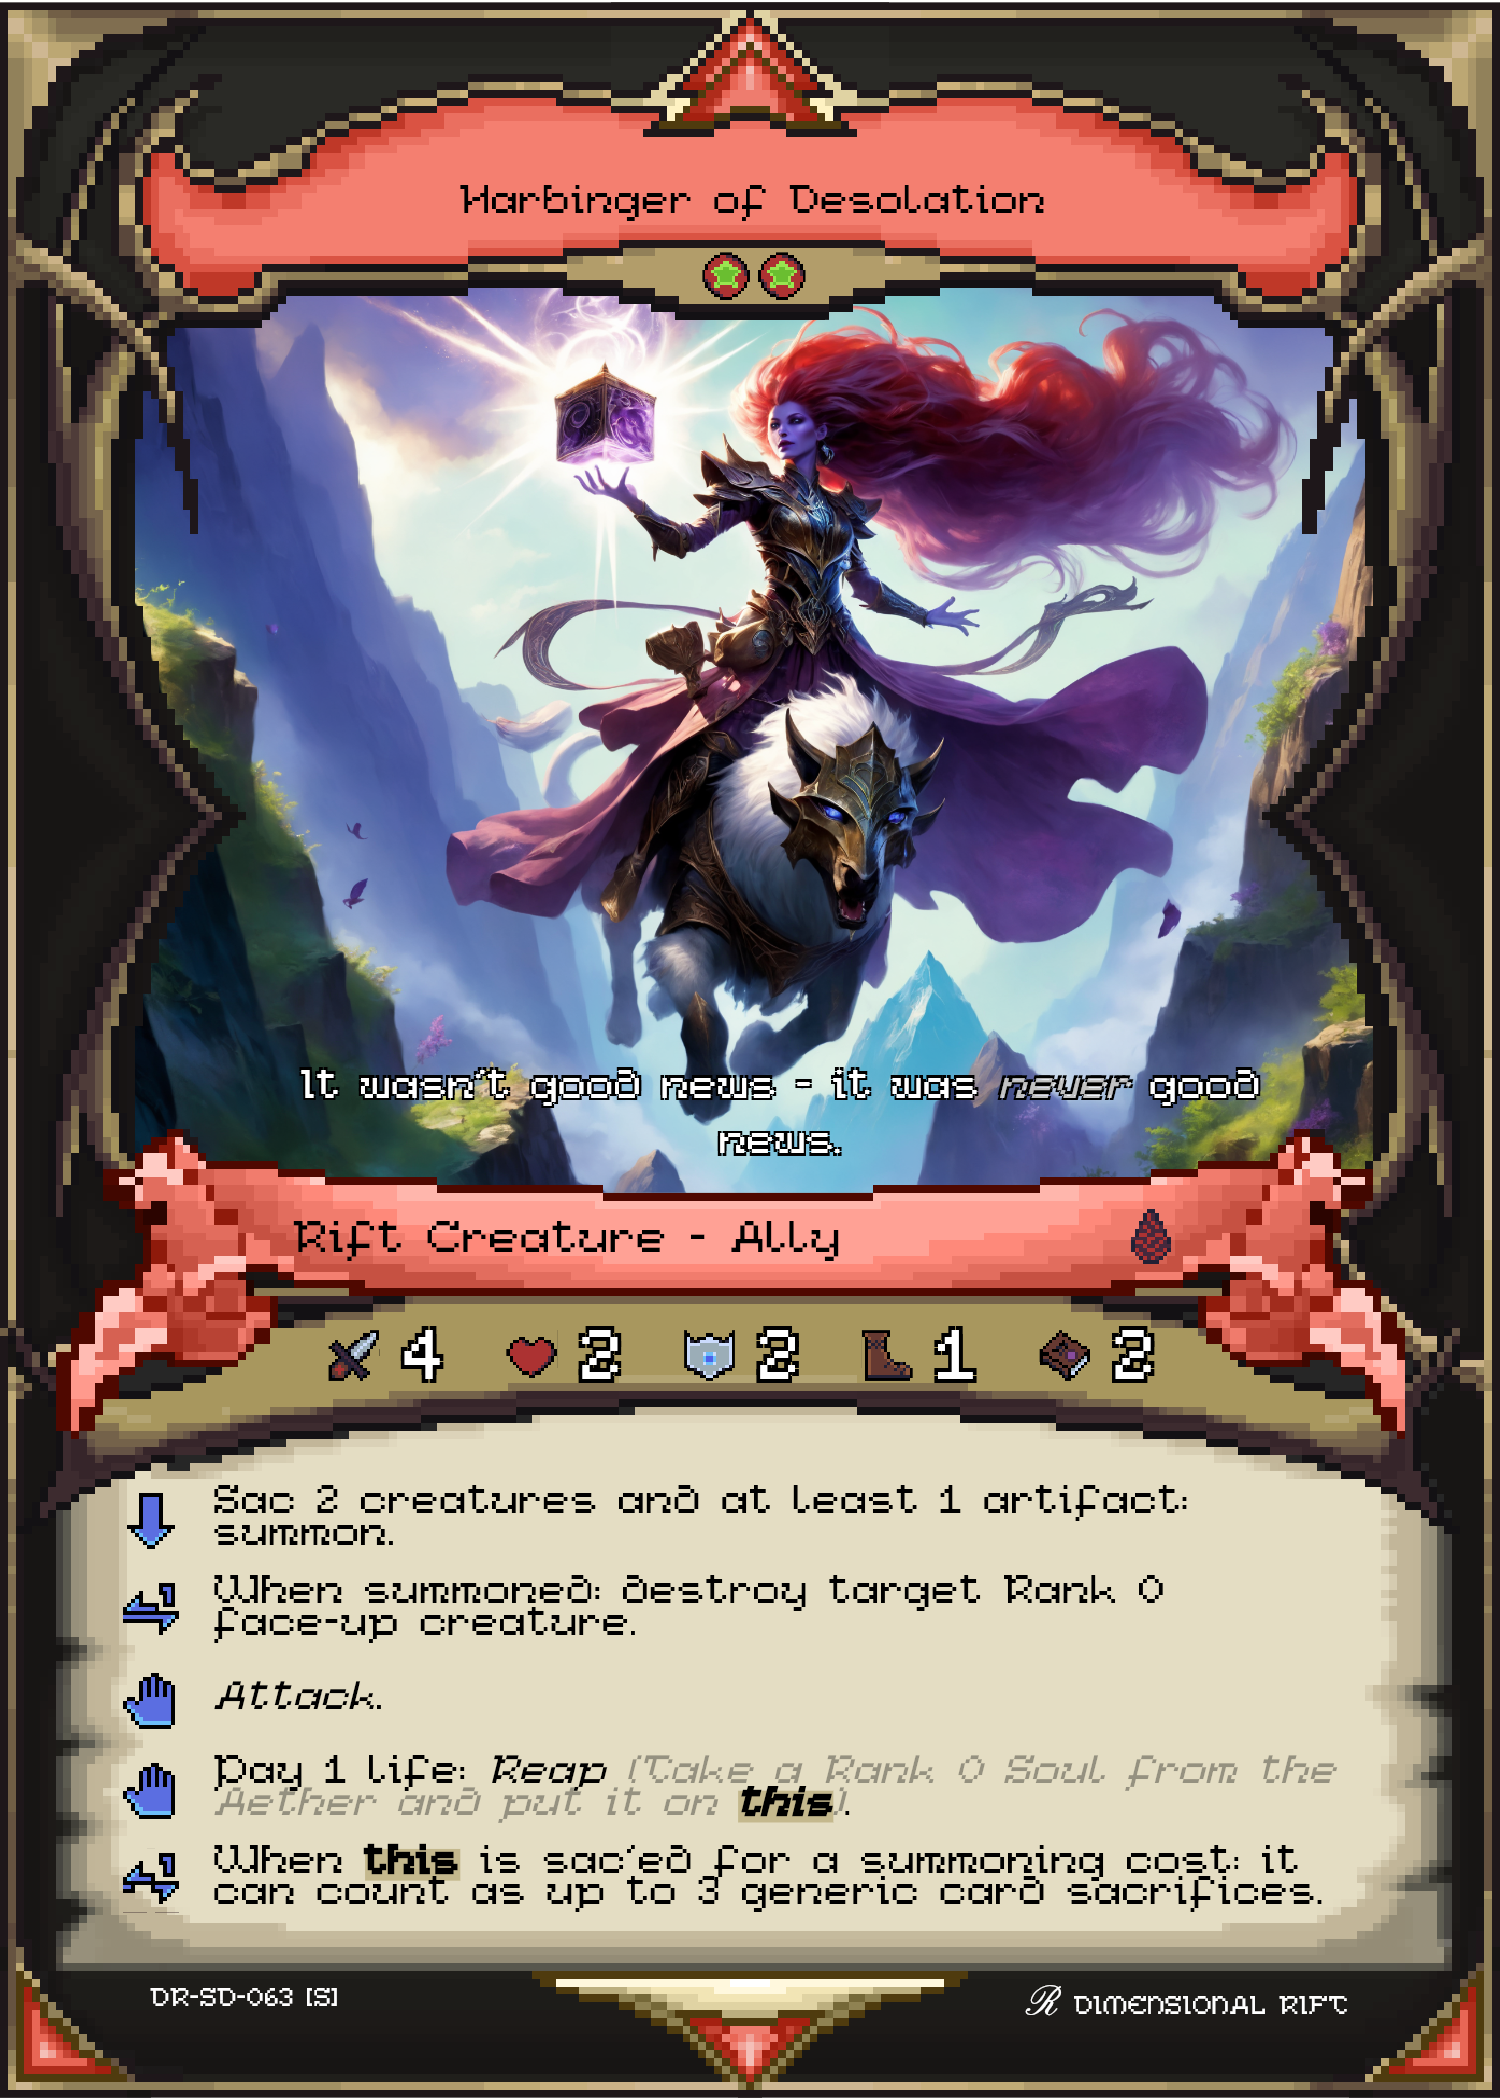 Harbinger of Desolation
It wasn't good news - it was never good
news.
Rift Creature - Ally
4 2 2 1 2
Sac 2 creatures and at least 1 artifact:
summon.
When summoned: destroy target Rank 0
face-up creature.
Attack.
Pay 1 life: Reap (Take a Rank 0 Soul from the
Aether and put it on this).
When this is sac'ed for a summoning cost: it
can count as up to 3 generic card sacrifices.
DR-SD-063 [S]
ℛ DIMENSIONAL RIFT